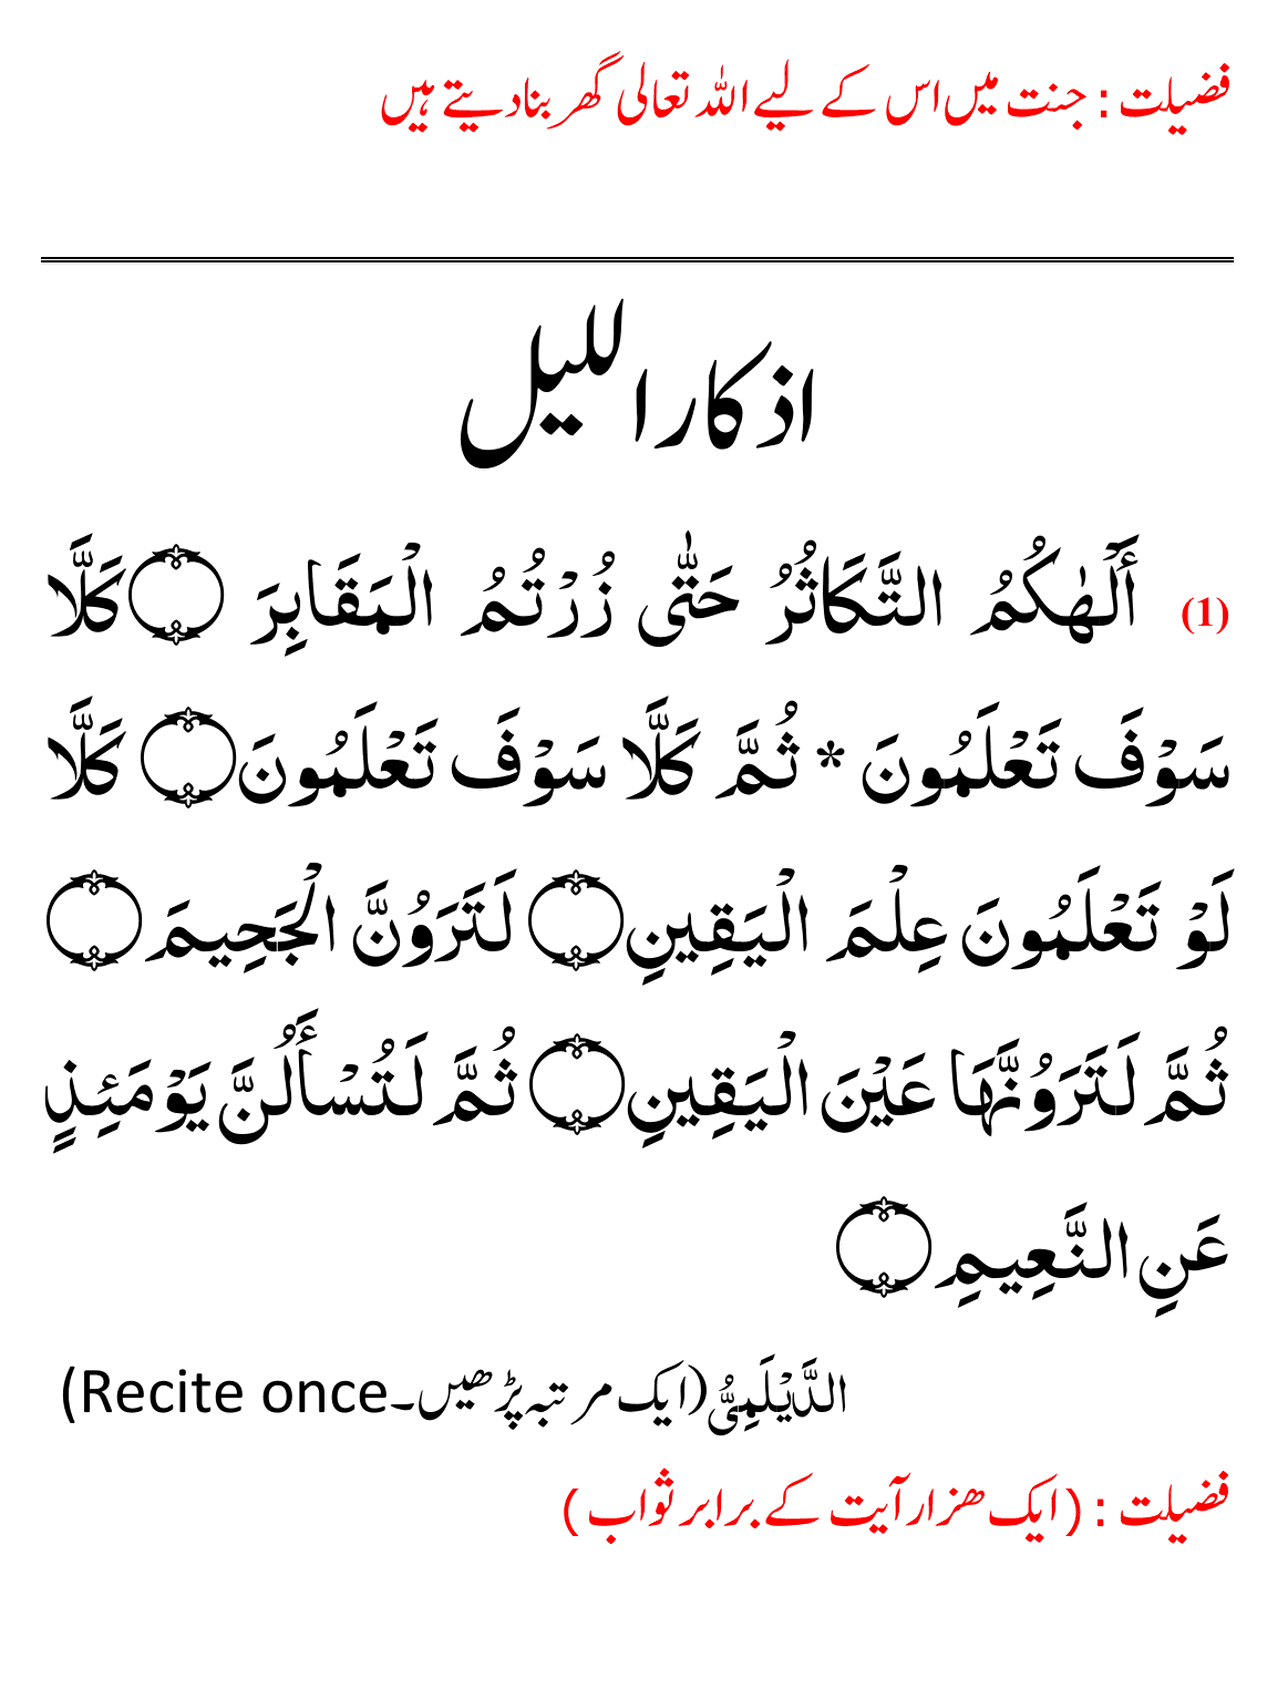 فضیلت : جنت میں اس کے لیے اللہ تعالی گھر بنا دیتے ہیں
اذکار اللیل
(1) أَلْهٰكُمُ التَّكَاثُرُ حَتّٰى زُرْتُمُ الْمَقَابِرَ ۝ كَلَّا
سَوْفَ تَعْلَمُونَ * ثُمَّ كَلَّا سَوْفَ تَعْلَمُونَ ۝ كَلَّا
لَوْ تَعْلَمُونَ عِلْمَ الْيَقِينِ ۝ لَتَرَوُنَّ الْجَحِيمَ ۝
ثُمَّ لَتَرَوُنَّهَا عَيْنَ الْيَقِينِ ۝ ثُمَّ لَتُسْأَلُنَّ يَوْمَئِذٍ
عَنِ النَّعِيمِ ۝
الدَّيْلَمِيُّ (ایک مرتبہ پڑھیں۔Recite once)
فضیلت : ( ایک ھزار آیت کے برابر ثواب )